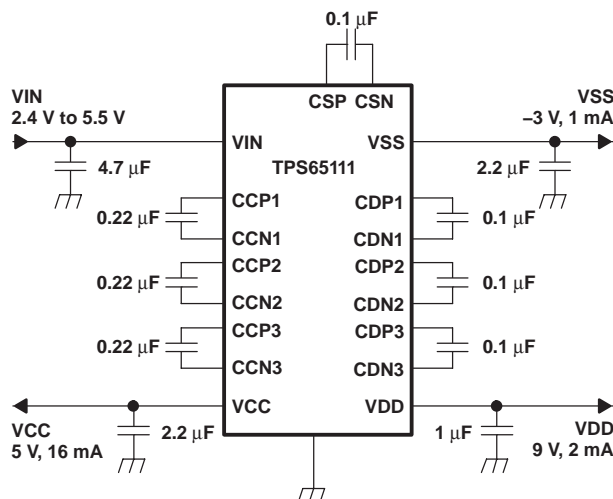 0.1 μF
CSP CSN
VIN
2.4 V to 5.5 V
VSS
–3 V, 1 mA
VIN
VSS
TPS65111
4.7 μF
2.2 μF
CCP1
CDP1
0.22 μF
0.1 μF
CCN1
CDN1
CCP2
CDP2
0.22 μF
0.1 μF
CCN2
CDN2
CCP3
CDP3
0.22 μF
0.1 μF
CCN3
CDN3
VCC
VDD
VCC
5 V, 16 mA
2.2 μF
1 μF
VDD
9 V, 2 mA